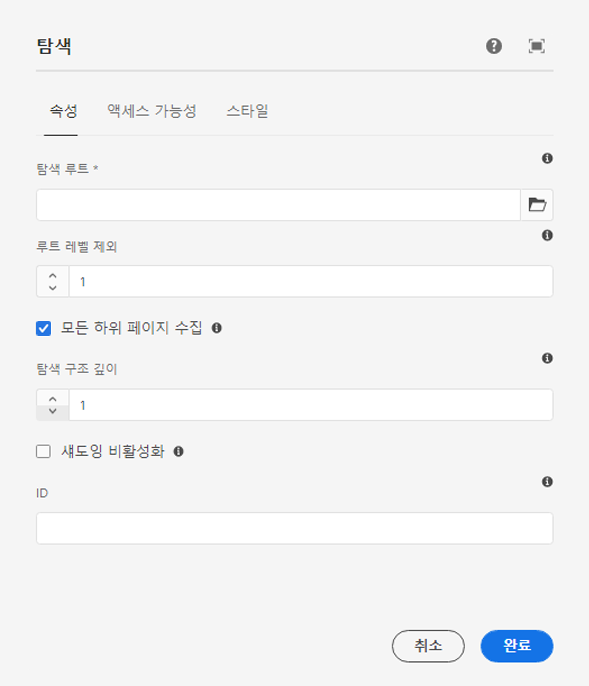 탐색
속성 액세스 가능성 스타일
탐색 루트 *
루트 레벨 제외
1
모든 하위 페이지 수집
탐색 구조 깊이
1
섀도잉 비활성화
ID
취소 완료